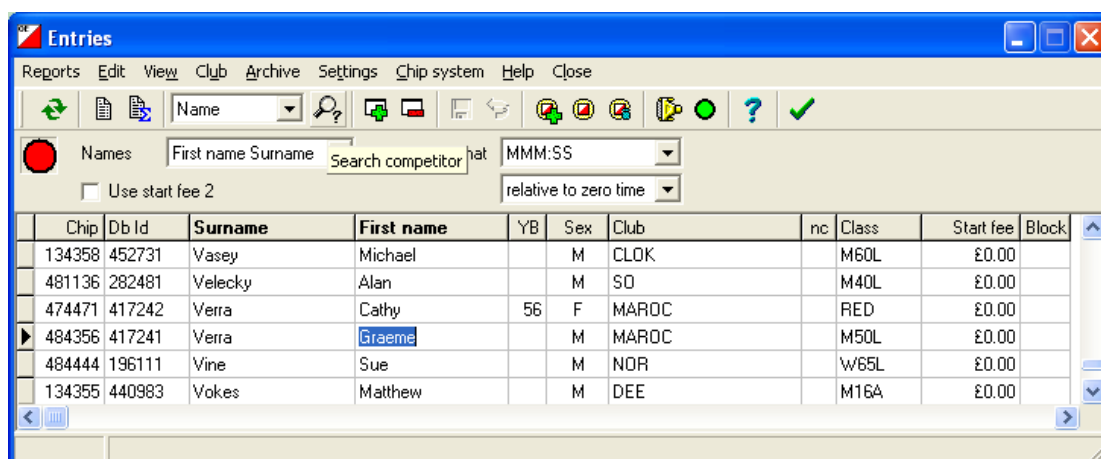 OE Entries
Reports Edit View Club Archive Settings Chip system Help Close
Name ?
Names First name Surname Search competitor hat MMM:SS
Use start fee 2 relative to zero time
Chip Db Id Surname First name YB Sex Club nc Class Start fee Block
134358 452731 Vasey Michael M CLOK M60L £0.00
481136 282481 Velecky Alan M SO M40L £0.00
474471 417242 Verra Cathy 56 F MAROC RED £0.00
484356 417241 Verra Graeme M MAROC M50L £0.00
484444 196111 Vine Sue M NOR W65L £0.00
134355 440983 Vokes Matthew M DEE M16A £0.00